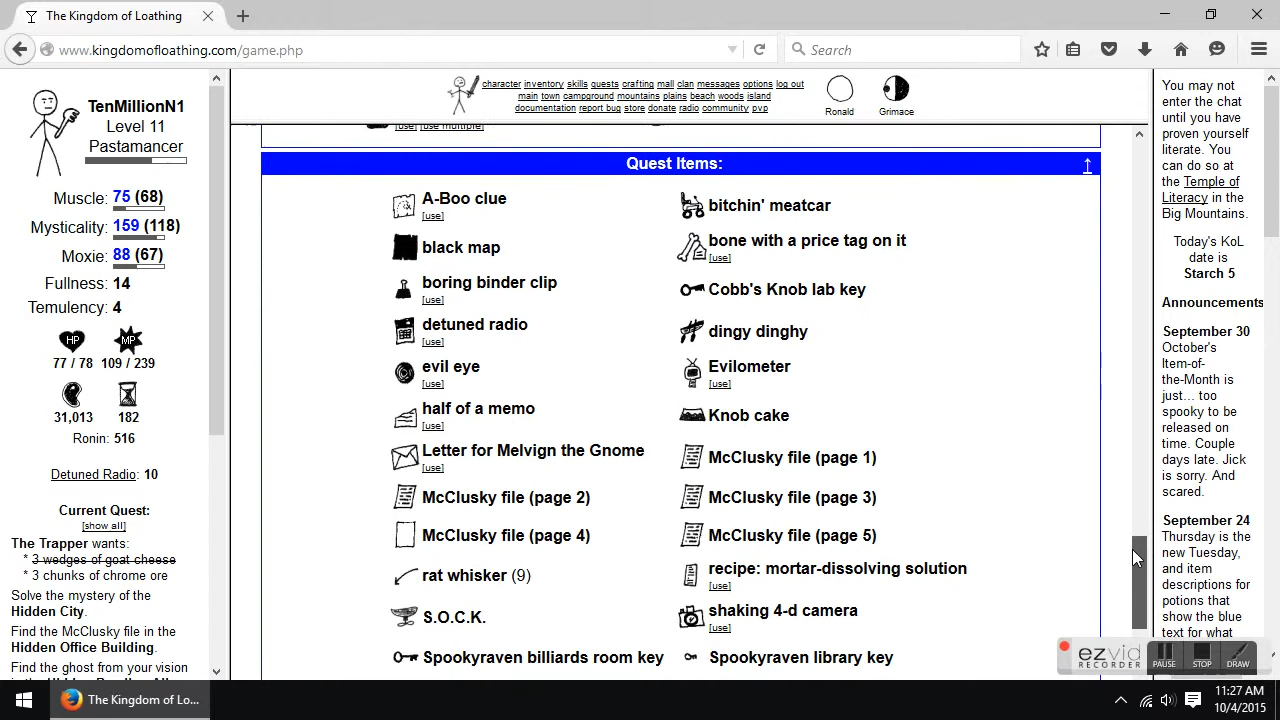 The Kingdom of Loathing
www.kingdomofloathing.com/game.php
Search
TenMillionN1
Level 11
Pastamancer
Muscle: 75 (68)
Mysticality: 159 (118)
Moxie: 88 (67)
Fullness: 14
Temulency: 4
HP MP
77 / 78 109 / 239
31,013 182
Ronin: 516
Detuned Radio: 10
Current Quest:
[show all]
The Trapper wants:
* 3 wedges of goat cheese
* 3 chunks of chrome ore
Solve the mystery of the
Hidden City.
Find the McClusky file in the
Hidden Office Building.
Find the ghost from your vision
character inventory skills quests crafting mall clan messages options log out
main town campground mountains plains beach woods island
documentation report bug store donate radio community pvp
Ronald Grimace
[use] [use multiple]
Quest Items:
A-Boo clue
[use]
bitchin' meatcar
black map
bone with a price tag on it
[use]
boring binder clip
[use]
Cobb's Knob lab key
detuned radio
[use]
dingy dinghy
evil eye
[use]
Evilometer
[use]
half of a memo
[use]
Knob cake
Letter for Melvign the Gnome
[use]
McClusky file (page 1)
McClusky file (page 2)
McClusky file (page 3)
McClusky file (page 4)
McClusky file (page 5)
rat whisker (9)
recipe: mortar-dissolving solution
[use]
S.O.C.K.
shaking 4-d camera
[use]
Spookyraven billiards room key
Spookyraven library key
You may not
enter the chat
until you have
proven yourself
literate. You
can do so at
the Temple of
Literacy in the
Big Mountains.
Today's KoL
date is
Starch 5
Announcements
September 30
October's
Item-of-
the-Month is
just... too
spooky to be
released on
time. Couple
days late. Jick
is sorry. And
scared.
September 24
Thursday is the
new Tuesday,
and item
descriptions for
potions that
show the blue
text for what
ezvid
RECORDER
PAUSE STOP DRAW
The Kingdom of Lo...
11:27 AM
10/4/2015